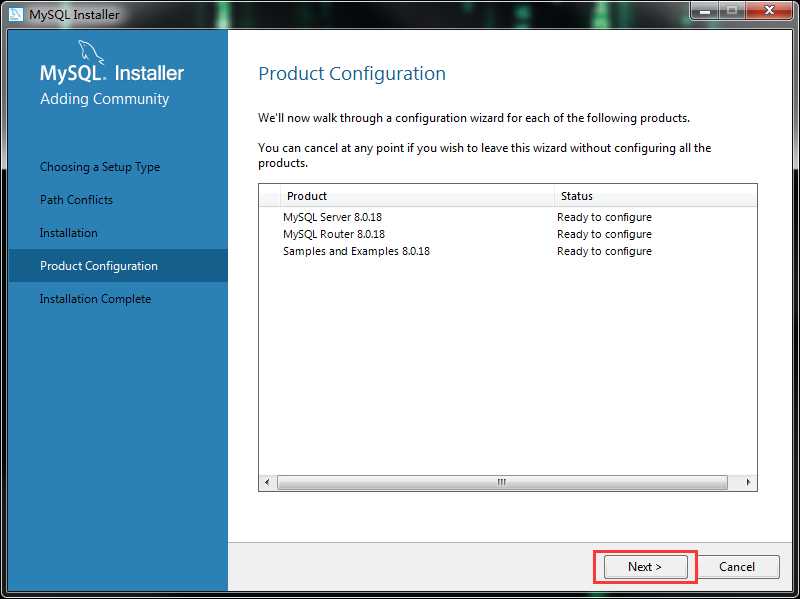 MySQL Installer
MySQL. Installer
Adding Community
Choosing a Setup Type
Path Conflicts
Installation
Product Configuration
Installation Complete
Product Configuration
We'll now walk through a configuration wizard for each of the following products.
You can cancel at any point if you wish to leave this wizard without configuring all the
products.
Product Status
MySQL Server 8.0.18 Ready to configure
MySQL Router 8.0.18 Ready to configure
Samples and Examples 8.0.18 Ready to configure
Next > Cancel